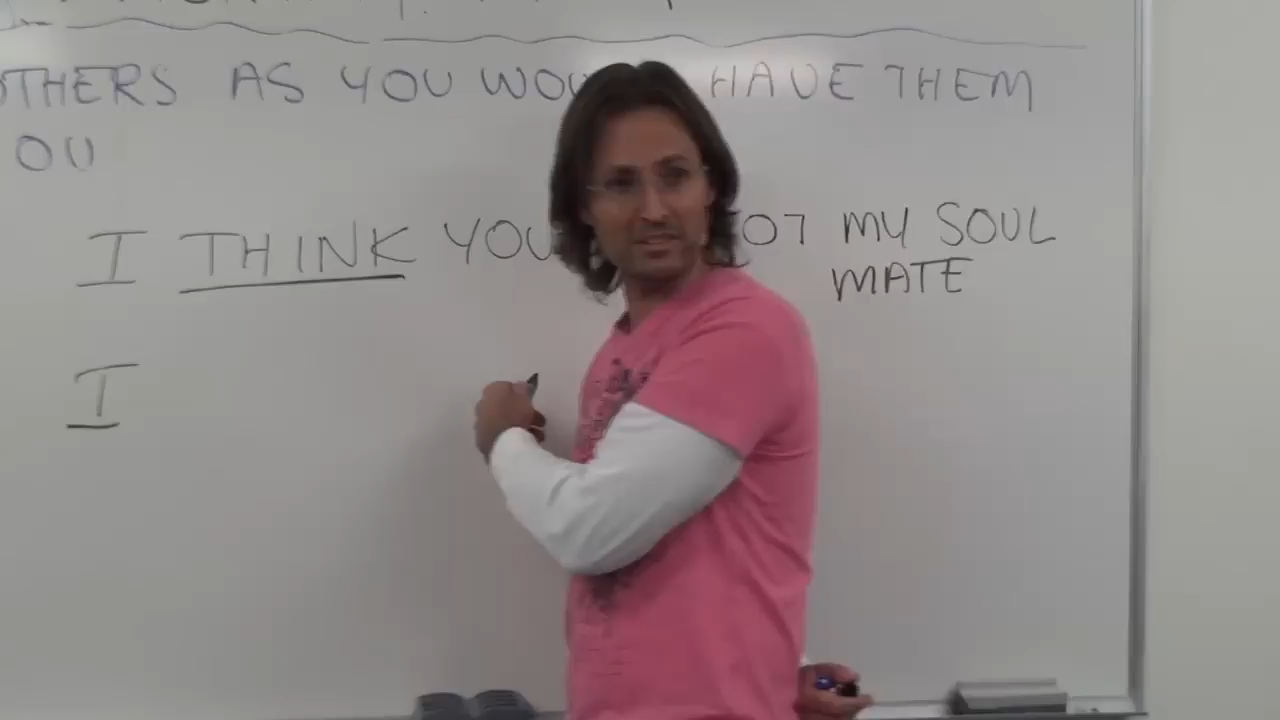 OTHERS AS YOU WOU HAVE THEM
OU
I THINK YOU OT MY SOUL
MATE
I